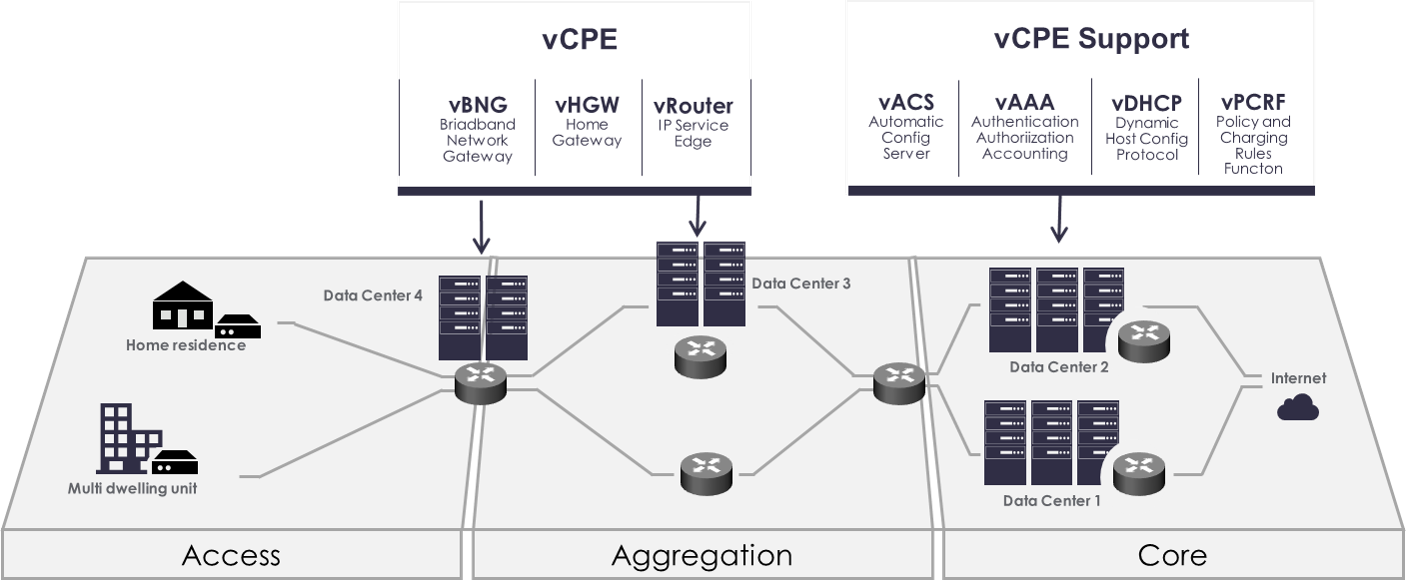 vCPE
vBNG
Briadband
Network
Gateway
vHGW
Home
Gateway
vRouter
IP Service
Edge
vCPE Support
vACS
Automatic
Config
Server
vAAA
Authentication
Authoriization
Accounting
vDHCP
Dynamic
Host Config
Protocol
vPCRF
Policy and
Charging
Rules
Functon
Data Center 4
Data Center 3
Home residence
Data Center 2
Internet
Multi dwelling unit
Data Center 1
Access
Aggregation
Core